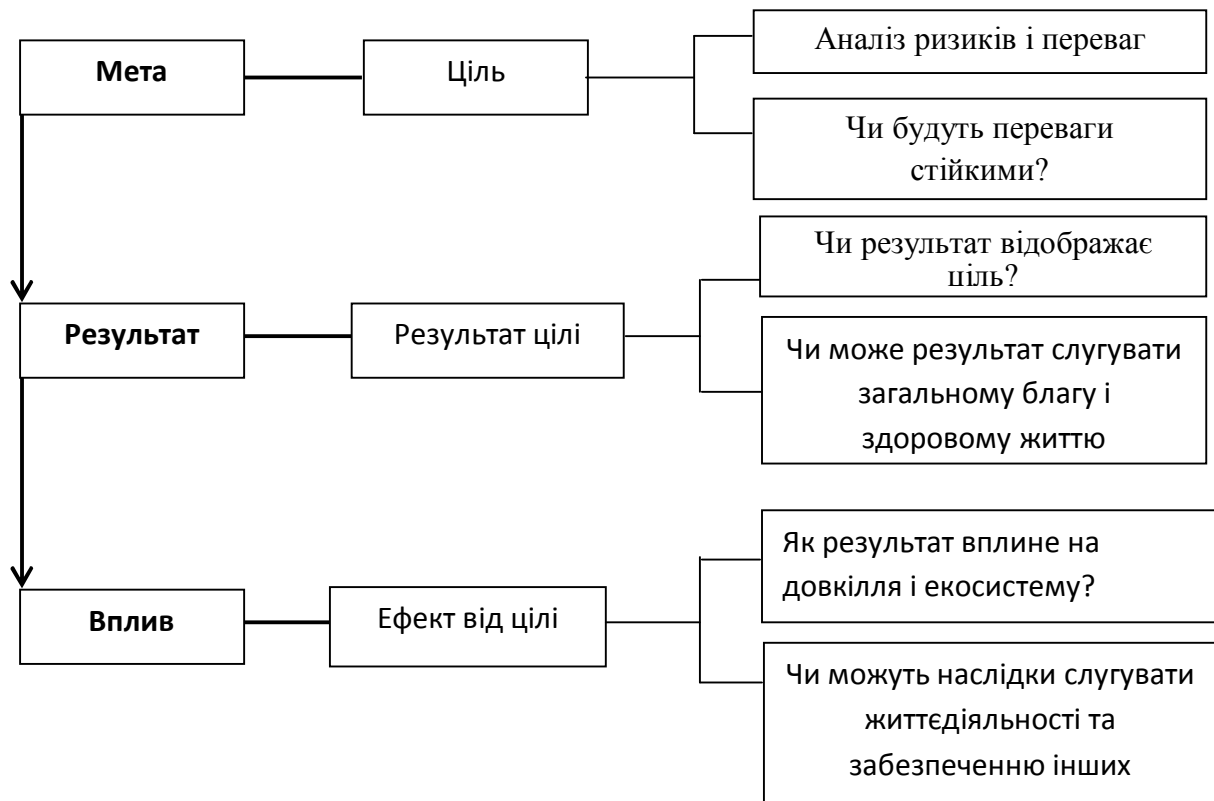 Мета
Ціль
Аналіз ризиків і переваг
Чи будуть переваги
стійкими?
Результат
Результат цілі
Чи результат відображає
ціль?
Чи може результат слугувати
загальному благу і
здоровому життю
Вплив
Ефект від цілі
Як результат вплине на
довкілля і екосистему?
Чи можуть наслідки слугувати
життєдіяльності та
забезпеченню інших